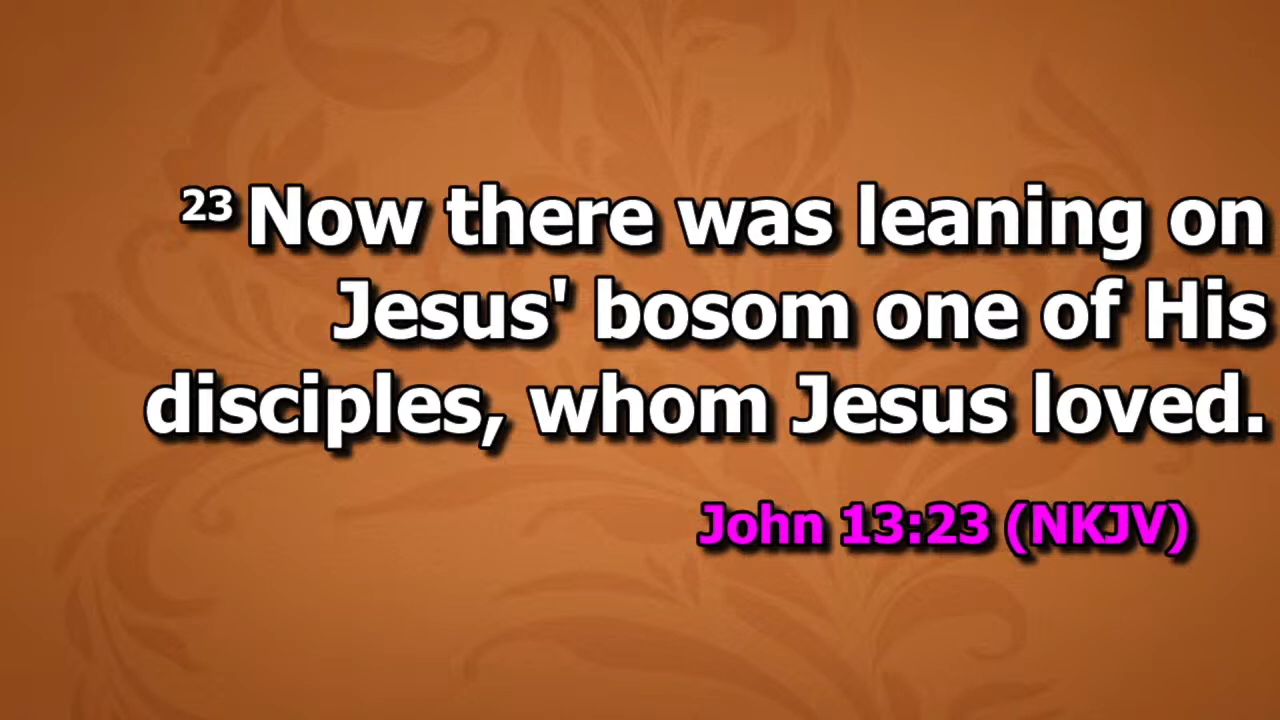 23 Now there was leaning on
Jesus' bosom one of His
disciples, whom Jesus loved.
John 13:23 (NKJV)